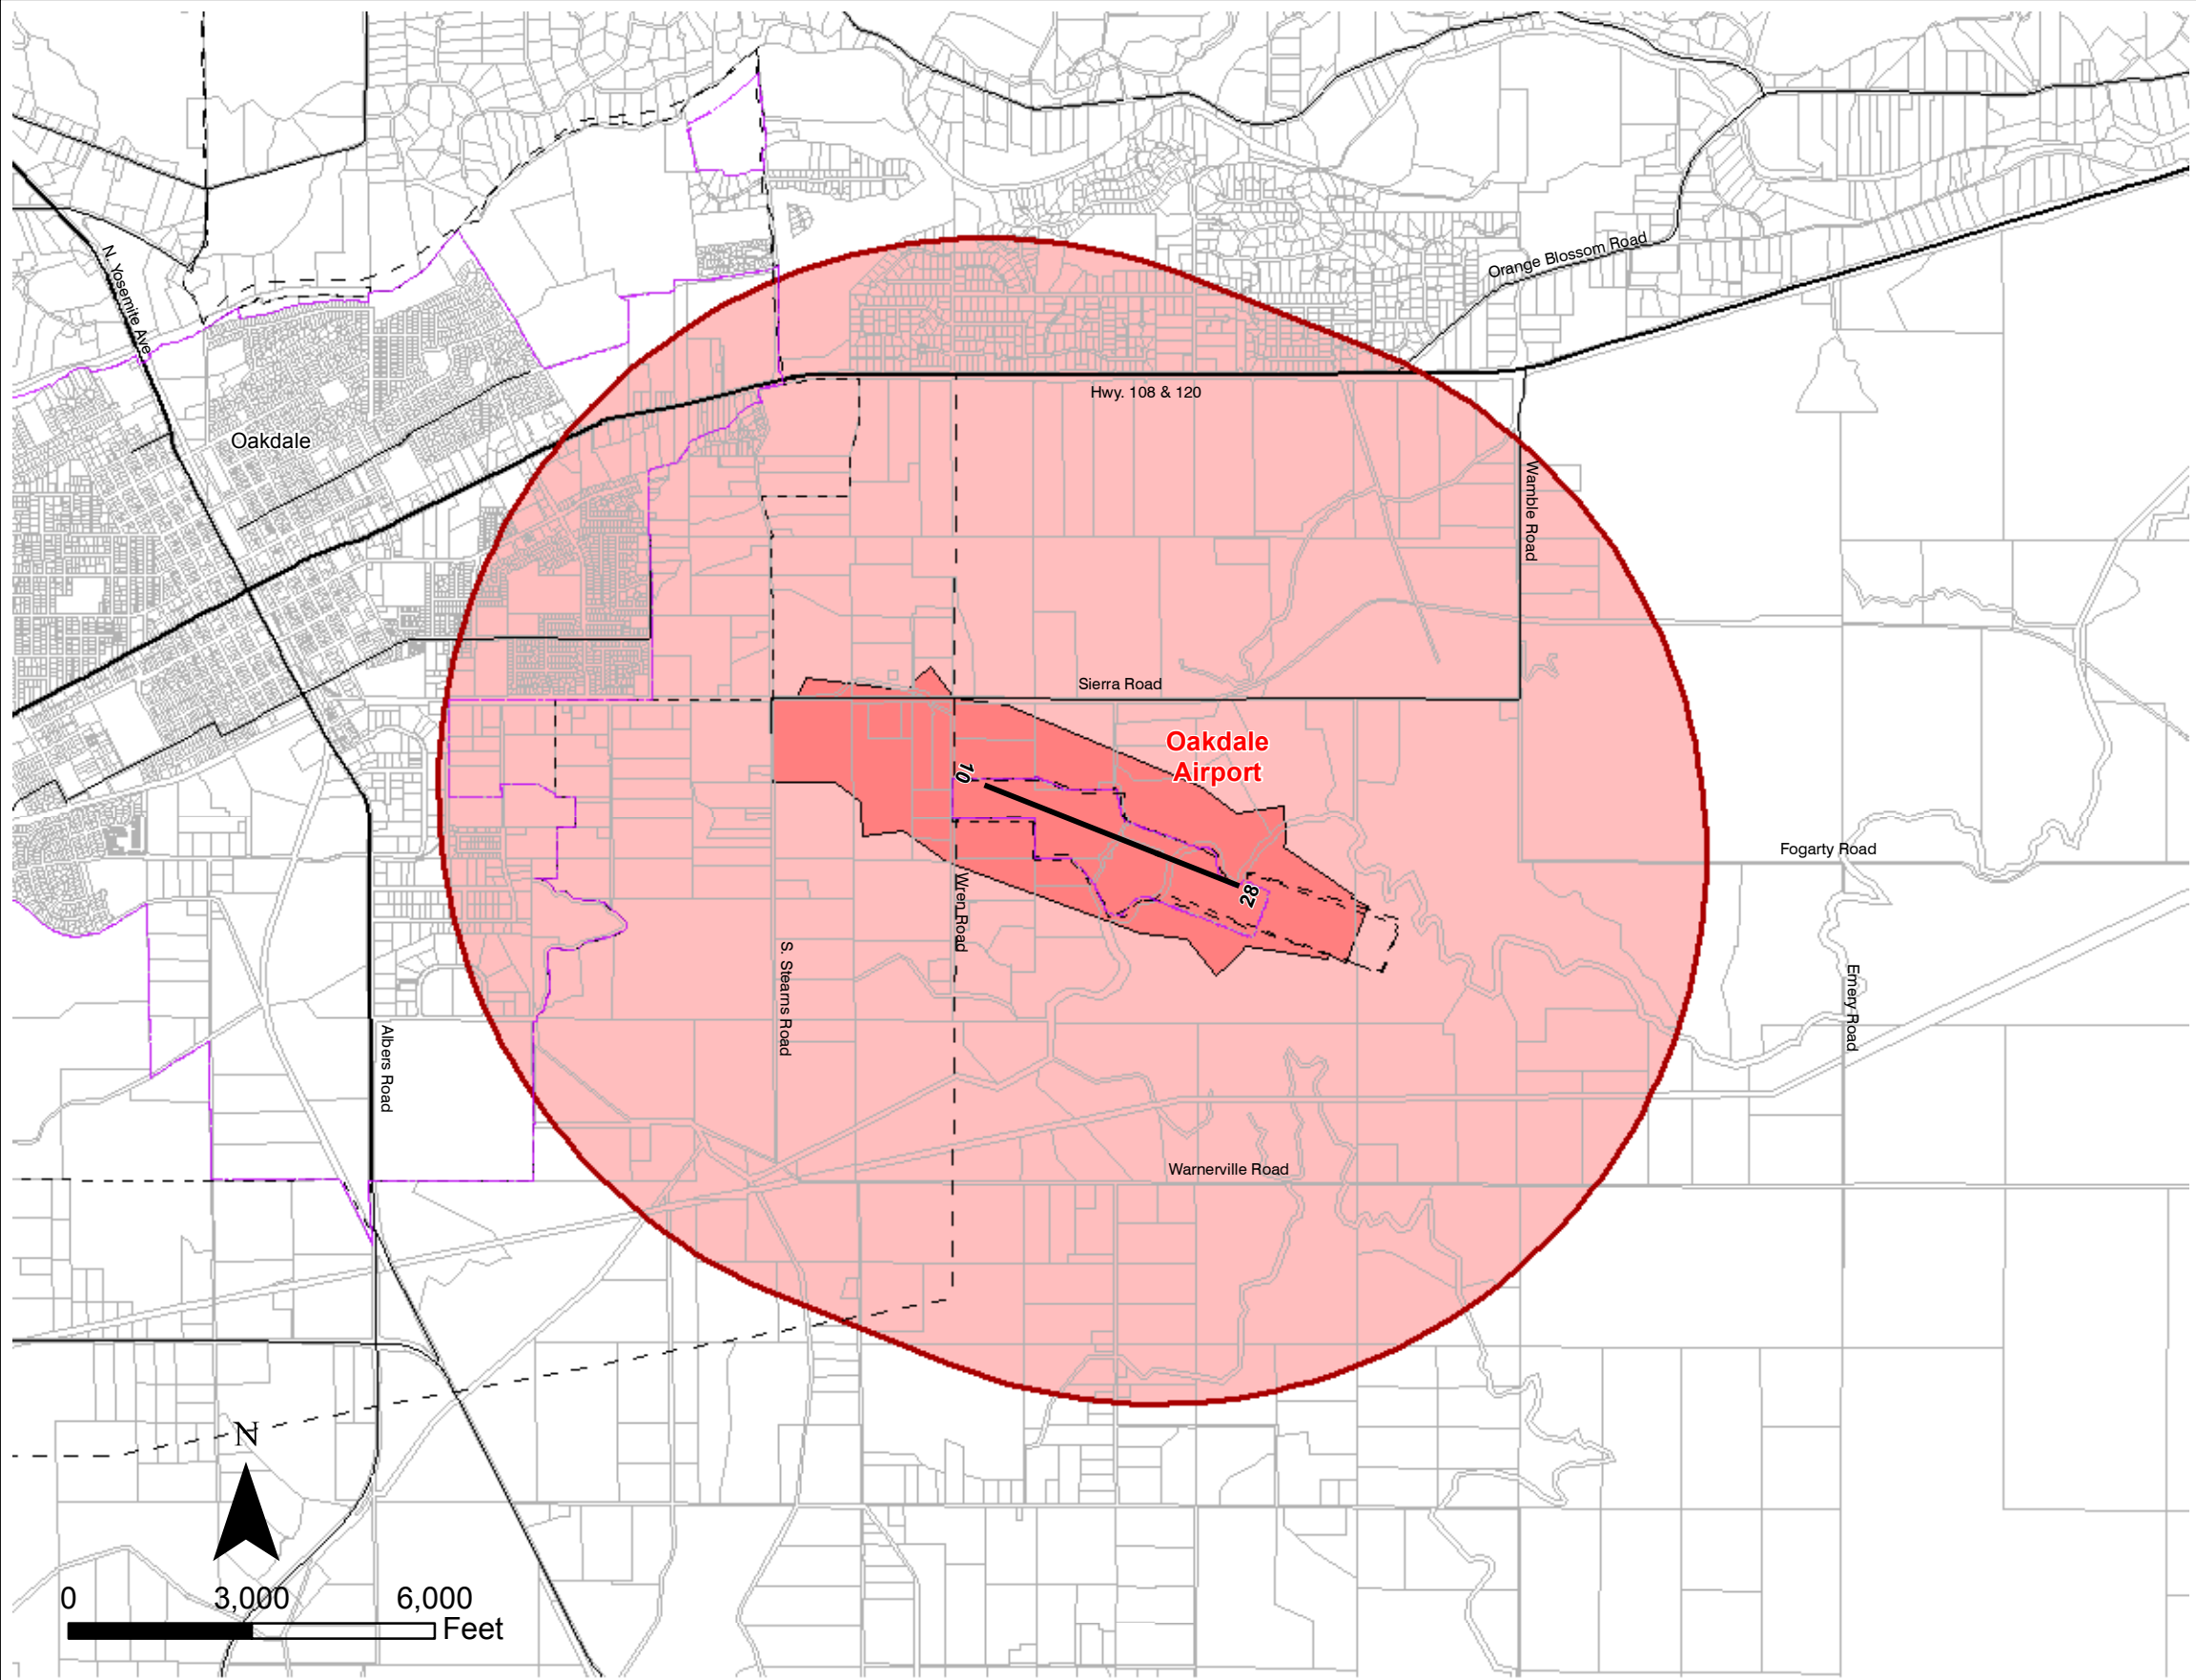 Orange Blossom Road
N. Yosemite Ave
Hwy. 108 & 120
Oakdale
Wamble Road
Sierra Road
Oakdale
Airport
10
28
Fogarty Road
Wren Road
S. Stearns Road
Emery Road
Albers Road
Warnerville Road
N
0 3,000 6,000
Feet